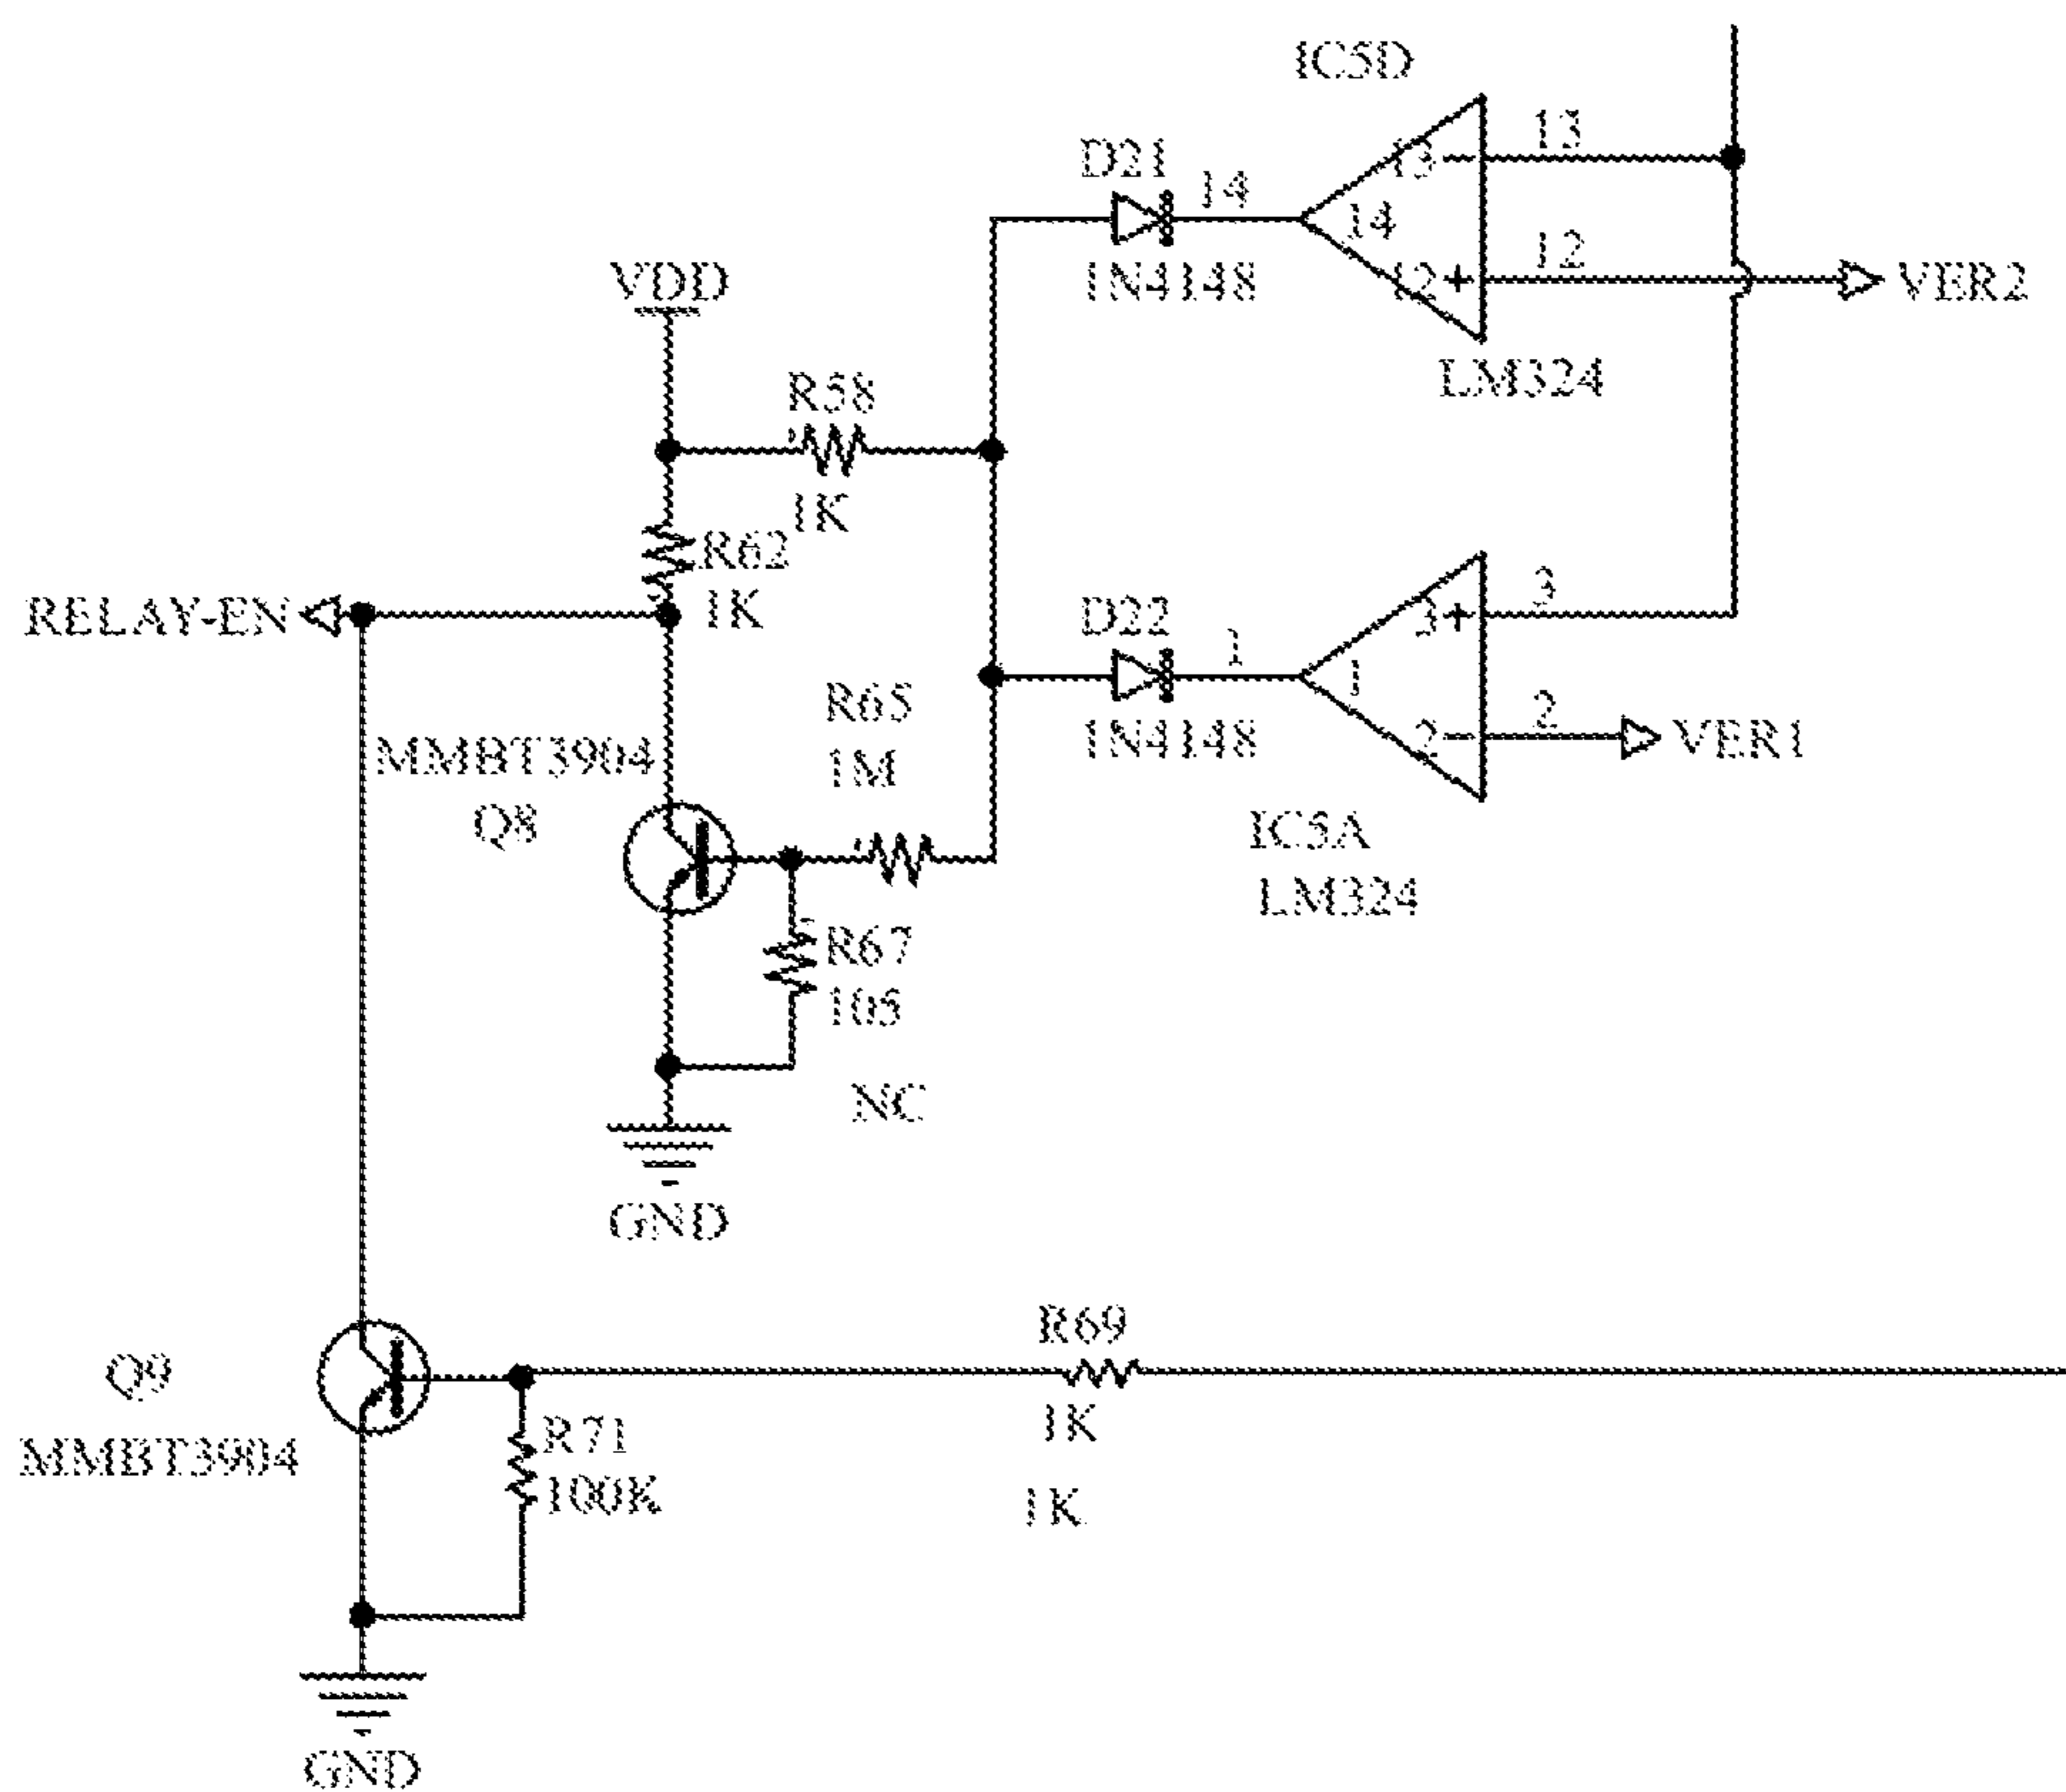 IC5D
13
D21
14
13-
14
12
1N4148
12+
VER2
VDD
LM324
R58
1K
R62
1K
RELAY-EN
D22
1
3
3+
1
R65
1M
MMBT3904
Q8
1N4148
2
2-
VER1
IC5A
LM324
R67
105
NC
GND
R69
1K
1K
Q9
MMBT3904
R71
100K
GND